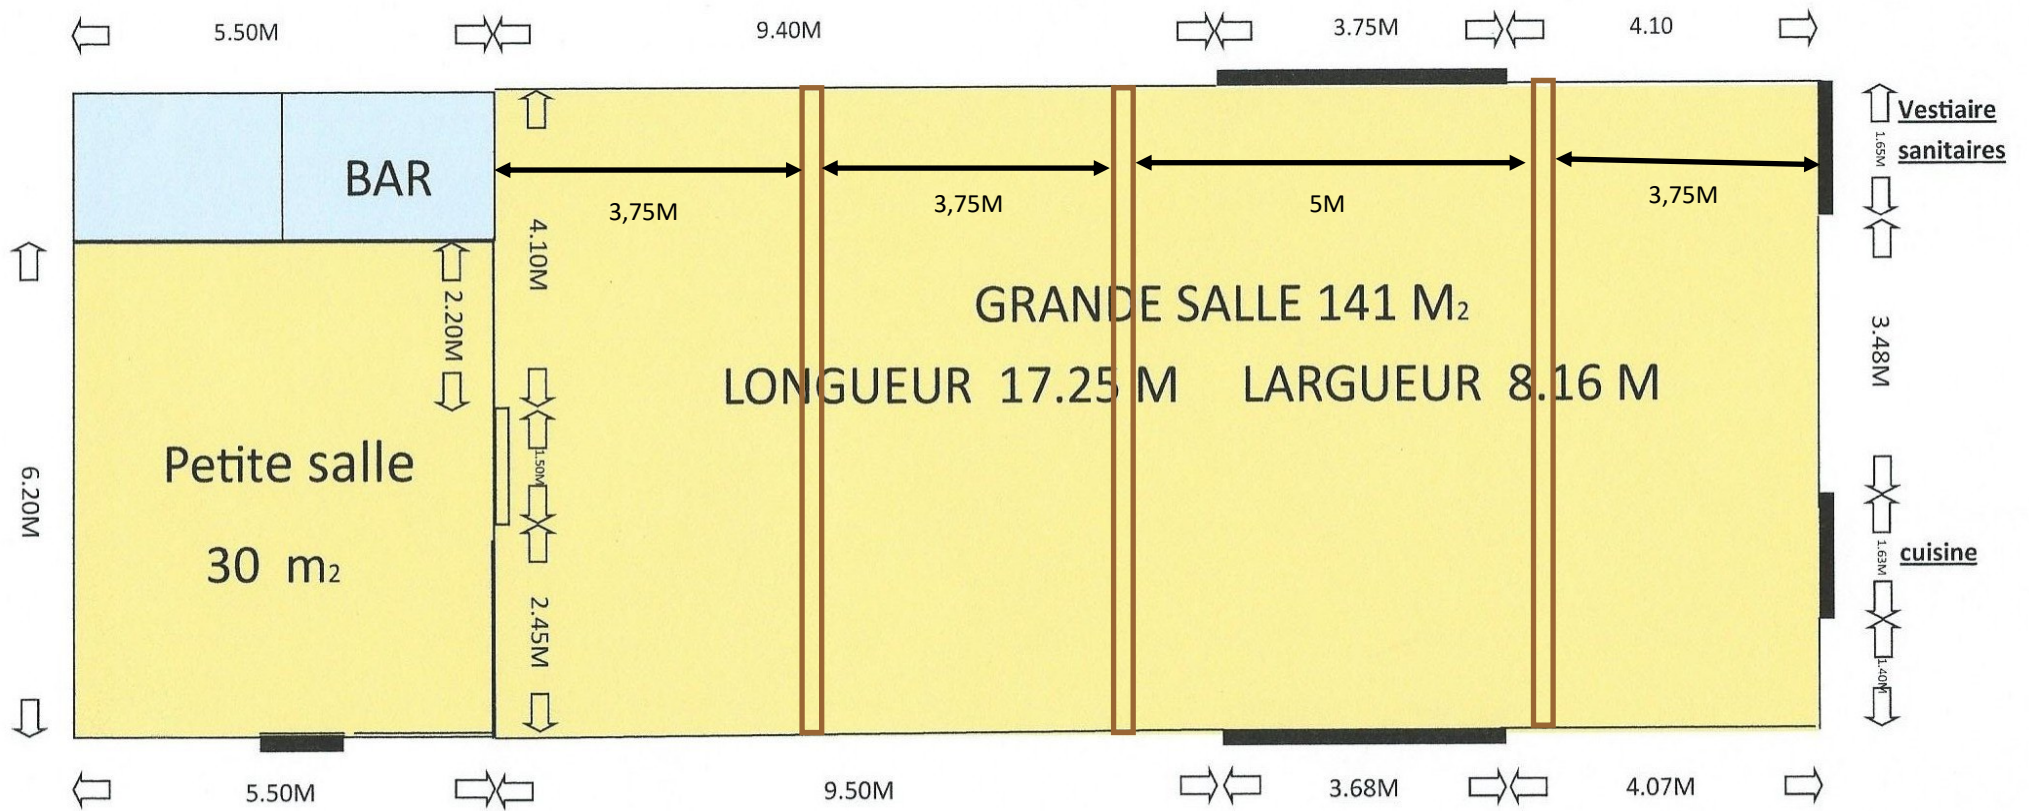 5.50M
9.40M
3.75M
4.10
Vestiaire
sanitaires
1.65M
BAR
3,75M
3,75M
5M
3,75M
4.10M
2.20M
GRANDE SALLE 141 M2
LONGUEUR 17.25 M LARGUEUR 8.16 M
3.48M
Petite salle
30 m2
6.20M
1.50M
2.45M
1.63M
cuisine
1.40M
5.50M
9.50M
3.68M
4.07M